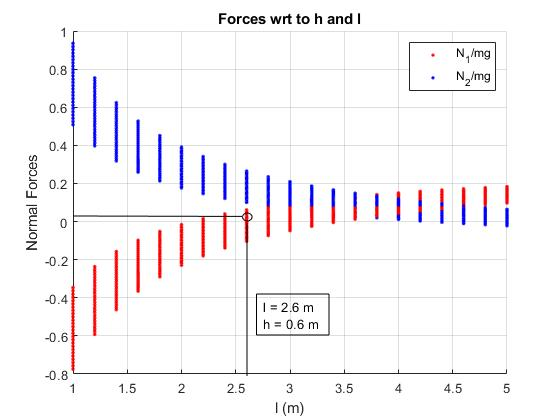 Forces wrt to h and l
N1/mg
N2/mg
Normal Forces
1
0.8
0.6
0.4
0.2
0
-0.2
-0.4
-0.6
-0.8
l = 2.6 m
h = 0.6 m
1 1.5 2 2.5 3 3.5 4 4.5 5
l (m)